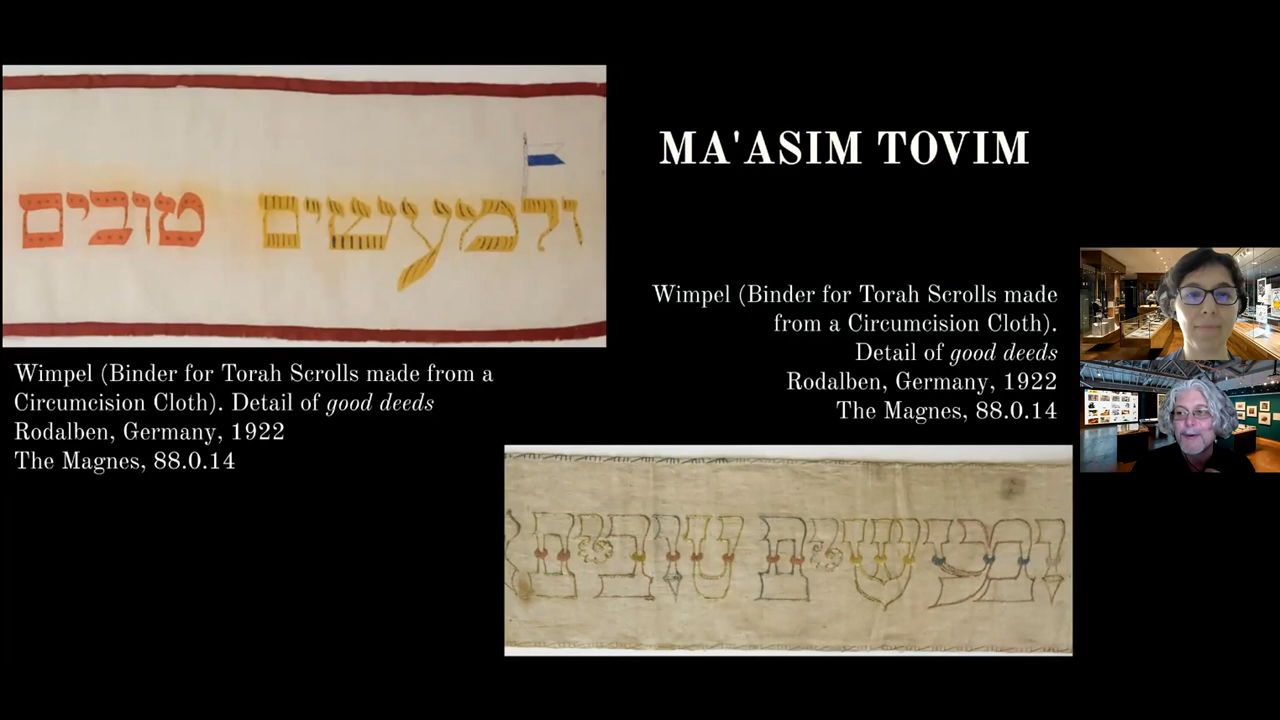 MA'ASIM TOVIM
ולמעשים טובים
Wimpel (Binder for Torah Scrolls made from a
Circumcision Cloth). Detail of good deeds
Rodalben, Germany, 1922
The Magnes, 88.0.14
Wimpel (Binder for Torah Scrolls made
from a Circumcision Cloth).
Detail of good deeds
Rodalben, Germany, 1922
The Magnes, 88.0.14
ומעשים טובים